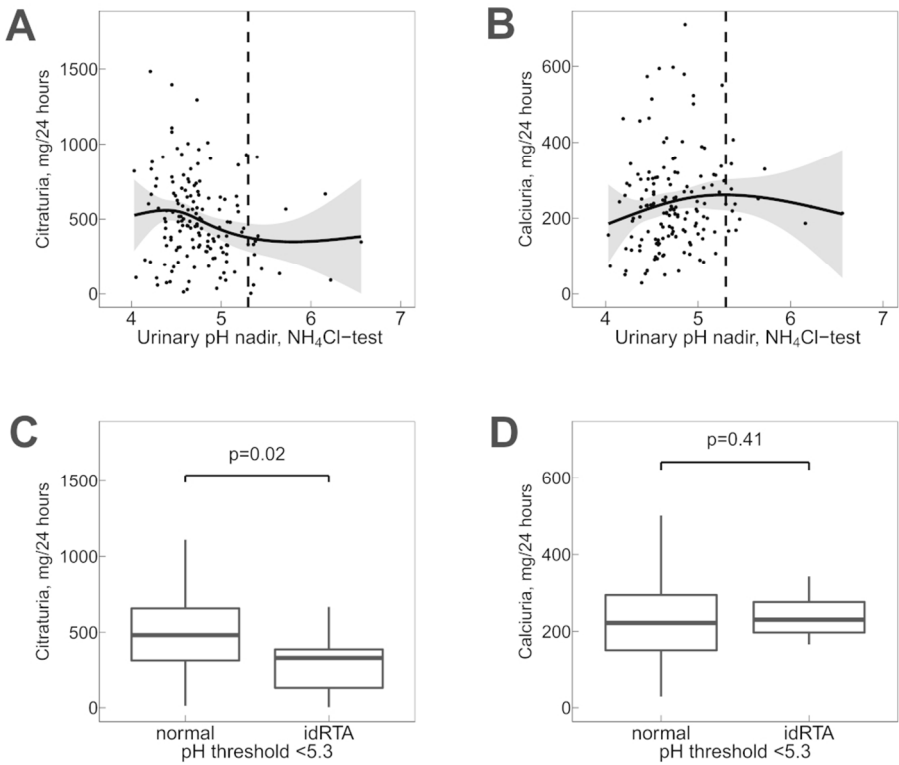 A
Citraturia, mg/24 hours
1500
1000
500
0
4 5 6 7
Urinary pH nadir, NH₄Cl−test
B
Calciuria, mg/24 hours
600
400
200
0
4 5 6 7
Urinary pH nadir, NH₄Cl−test
C
p=0.02
Citraturia, mg/24 hours
1500
1000
500
0
normal idRTA
pH threshold <5.3
D
p=0.41
Calciuria, mg/24 hours
600
400
200
0
normal idRTA
pH threshold <5.3